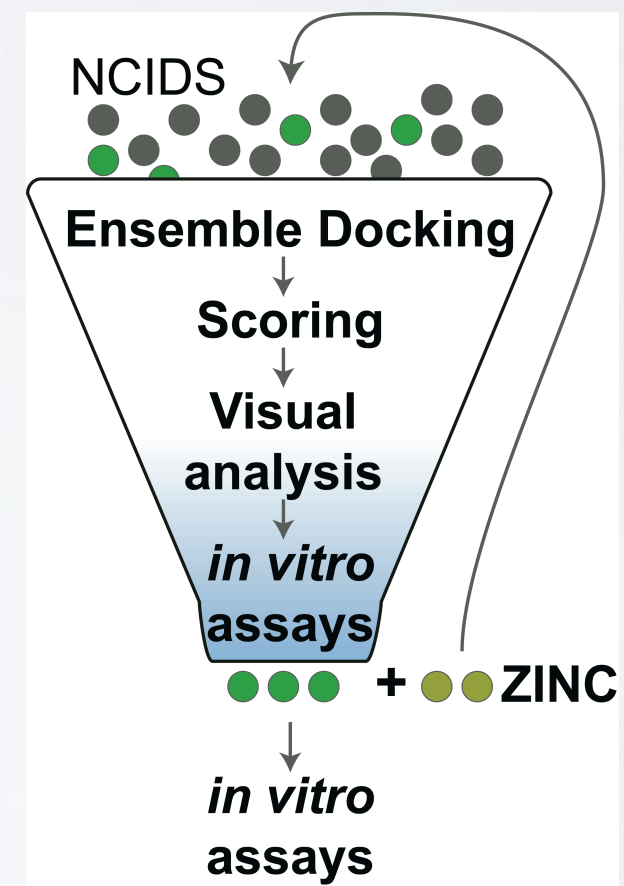 NCIDS
Ensemble Docking
Scoring
Visual
analysis
in vitro
assays
+ ZINC
in vitro
assays